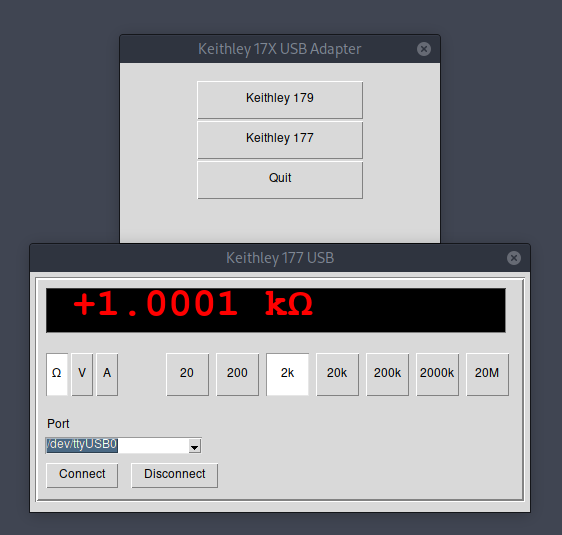 Keithley 17X USB Adapter
Keithley 179
Keithley 177
Quit
Keithley 177 USB
+1.0001 kΩ
Ω V A 20 200 2k 20k 200k 2000k 20M
Port
/dev/ttyUSB0
Connect Disconnect